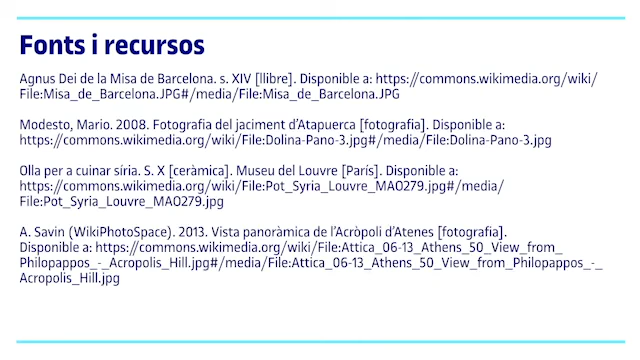 Fonts i recursos
Agnus Dei de la Misa de Barcelona. s. XIV [llibre]. Disponible a: https://commons.wikimedia.org/wiki/
File:Misa_de_Barcelona.JPG#/media/File:Misa_de_Barcelona.JPG
Modesto, Mario. 2008. Fotografia del jaciment d’Atapuerca [fotografia]. Disponible a:
https://commons.wikimedia.org/wiki/File:Dolina-Pano-3.jpg#/media/File:Dolina-Pano-3.jpg
Olla per a cuinar síria. S. X [ceràmica]. Museu del Louvre [París]. Disponible a:
https://commons.wikimedia.org/wiki/File:Pot_Syria_Louvre_MAO279.jpg#/media/
File:Pot_Syria_Louvre_MAO279.jpg
A. Savin (WikiPhotoSpace). 2013. Vista panoràmica de l’Acròpoli d’Atenes [fotografia].
Disponible a: https://commons.wikimedia.org/wiki/File:Attica_06-13_Athens_50_View_from_
Philopappos_-_Acropolis_Hill.jpg#/media/File:Attica_06-13_Athens_50_View_from_Philopappos_-_
Acropolis_Hill.jpg